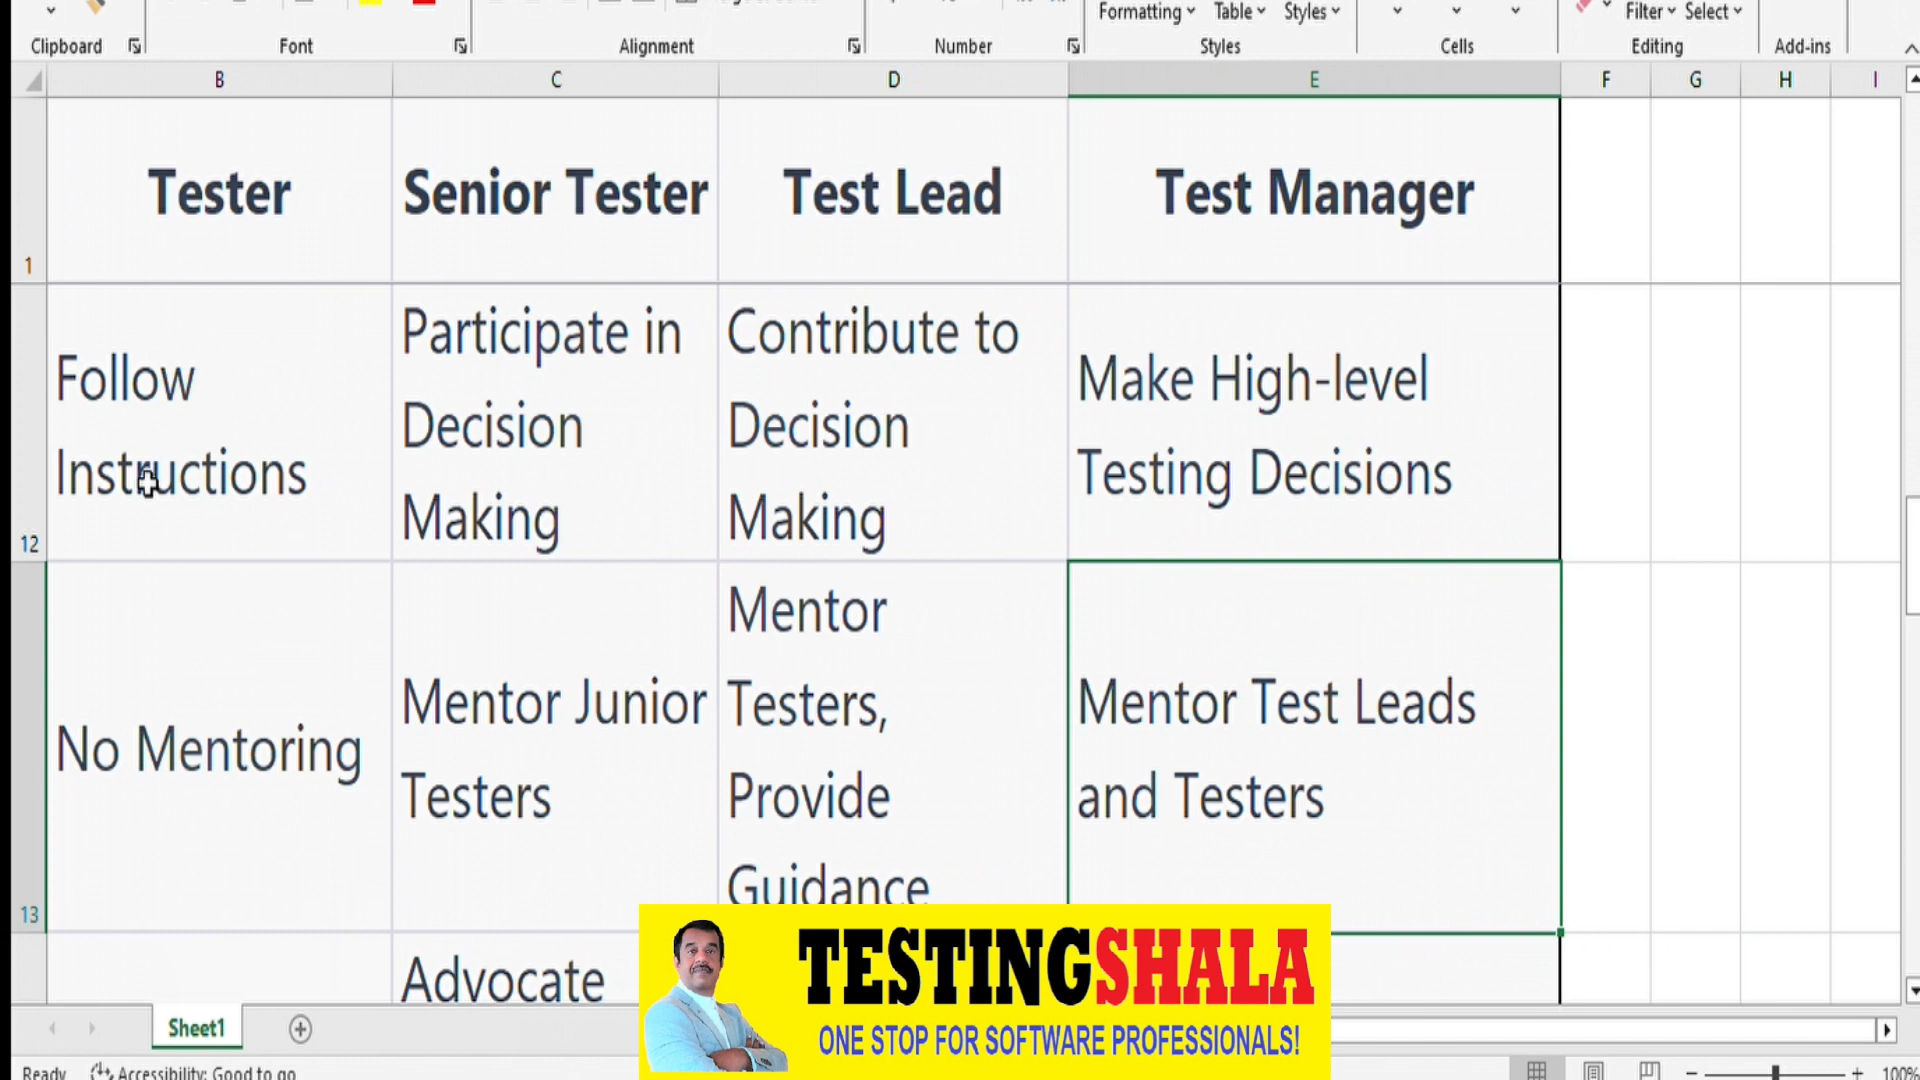 Formatting Table Styles Filter Select
Clipboard Font Alignment Number Styles Cells Editing Add-ins
B C D E F G H I
1 Tester Senior Tester Test Lead Test Manager
12
Follow
Instructions
Participate in
Decision
Making
Contribute to
Decision
Making
Make High-level
Testing Decisions
13
No Mentoring
Mentor Junior
Testers
Mentor
Testers,
Provide
Guidance
Mentor Test Leads
and Testers
Advocate
TESTINGSHALA
ONE STOP FOR SOFTWARE PROFESSIONALS!
Sheet1
Ready Accessibility: Good to go 100%